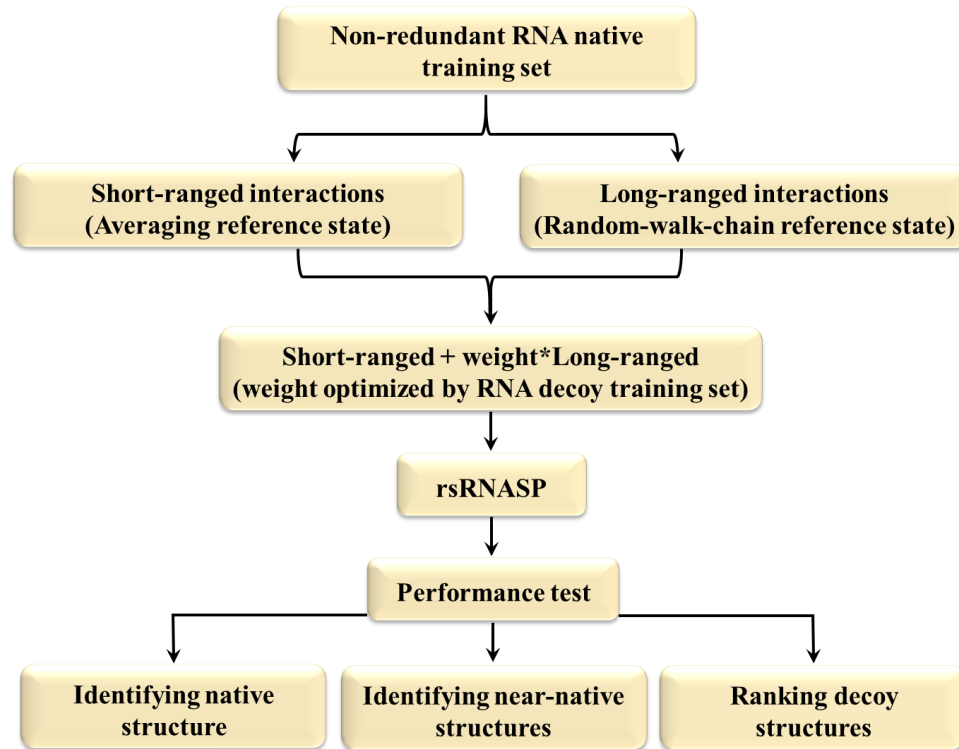 Non-redundant RNA native
training set
Short-ranged interactions
(Averaging reference state)
Long-ranged interactions
(Random-walk-chain reference state)
Short-ranged + weight*Long-ranged
(weight optimized by RNA decoy training set)
rsRNASP
Performance test
Identifying native
structure
Identifying near-native
structures
Ranking decoy
structures